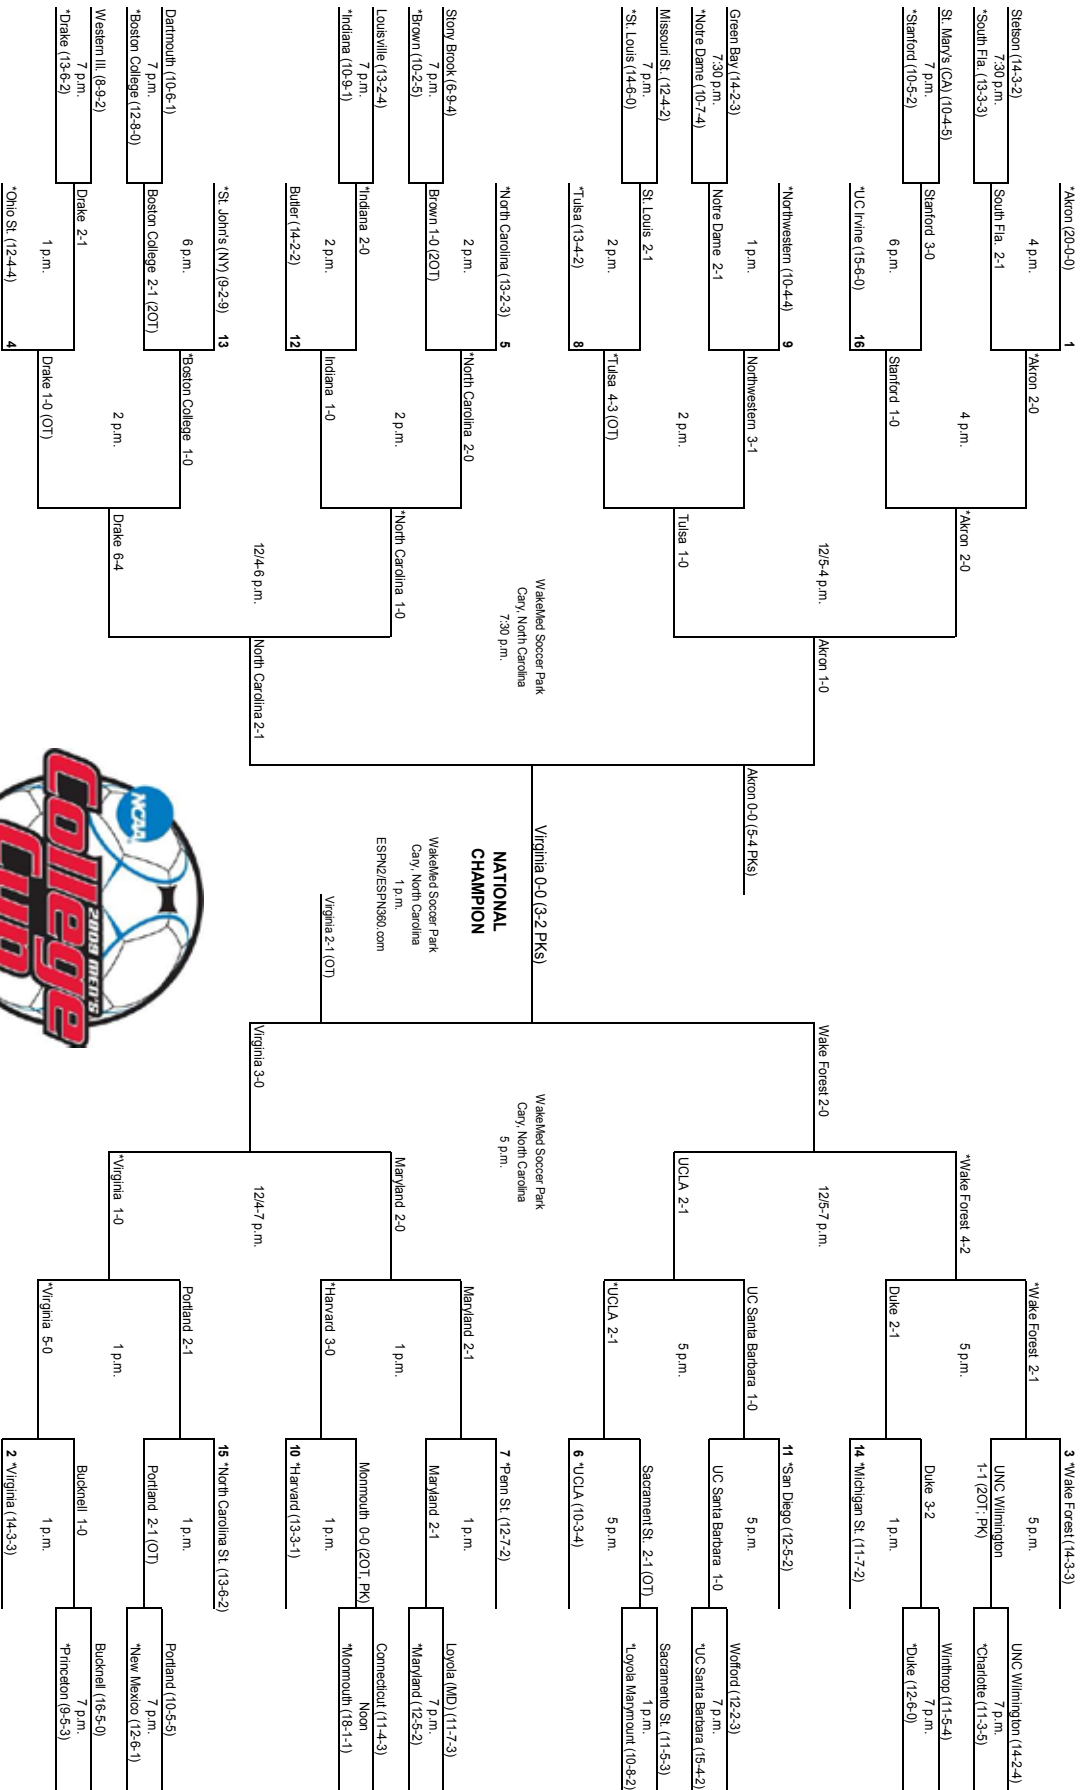 *Akron (20-0-0)
4 p.m.
1
Stetson (14-3-2)
7:30 p.m.
*South Fla. (13-3-3)
South Fla. 2-1
*Akron 2-0
4 p.m.
St. Mary's (CA) (10-4-5)
7 p.m.
*Stanford (10-5-2)
Stanford 3-0
6 p.m.
*UC Irvine (15-6-0)
16
Stanford 1-0
*Akron 2-0
12/5-4 p.m.
*Northwestern (10-4-4)
9
1 p.m.
Green Bay (14-2-3)
7:30 p.m.
*Notre Dame (10-7-4)
Notre Dame 2-1
Northwestern 3-1
2 p.m.
Missouri St. (12-4-2)
7 p.m.
*St. Louis (14-6-0)
St. Louis 2-1
2 p.m.
*Tulsa (13-4-2)
8
*Tulsa 4-3 (OT)
Tulsa 1-0
Akron 1-0
WakeMed Soccer Park
Cary, North Carolina
7:30 p.m.
Akron 0-0 (5-4 PKs)
*North Carolina (13-2-3)
5
2 p.m.
Stony Brook (6-9-4)
7 p.m.
*Brown (10-2-5)
Brown 1-0 (2OT)
*North Carolina 2-0
2 p.m.
Louisville (13-2-4)
7 p.m.
*Indiana (10-9-1)
*Indiana 2-0
2 p.m.
Butler (14-2-2)
12
Indiana 1-0
*North Carolina 1-0
12/4-6 p.m.
*St. John's (NY) (9-2-9)
13
6 p.m.
Dartmouth (10-6-1)
7 p.m.
*Boston College (12-8-0)
Boston College 2-1 (2OT)
*Boston College 1-0
2 p.m.
Western Ill. (8-9-2)
7 p.m.
*Drake (13-6-2)
Drake 2-1
1 p.m.
*Ohio St. (12-4-4)
4
Drake 1-0 (OT)
Drake 6-4
North Carolina 2-1
Virginia 0-0 (3-2 PKs)
NATIONAL
CHAMPION
WakeMed Soccer Park
Cary, North Carolina
1 p.m.
ESPN2/ESPN360.com
Virginia 2-1 (OT)
NCAA
2009 MEN'S
College
Cup
3 *Wake Forest (14-3-3)
5 p.m.
UNC Wilmington (14-2-4)
7 p.m.
*Charlotte (11-3-5)
UNC Wilmington
1-1 (2OT; PK)
*Wake Forest 2-1
5 p.m.
Winthrop (11-5-4)
7 p.m.
*Duke (12-6-0)
Duke 3-2
1 p.m.
14 *Michigan St. (11-7-2)
Duke 2-1
*Wake Forest 4-2
12/5-7 p.m.
Wake Forest 2-0
11 *San Diego (12-5-2)
5 p.m.
Wofford (12-2-3)
7 p.m.
*UC Santa Barbara (15-4-2)
UC Santa Barbara 1-0
UC Santa Barbara 1-0
5 p.m.
Sacramento St. (11-5-3)
1 p.m.
*Loyola Marymount (10-8-2)
Sacrament St. 2-1 (OT)
5 p.m.
6 *UCLA (10-3-4)
*UCLA 2-1
UCLA 2-1
WakeMed Soccer Park
Cary, North Carolina
5 p.m.
7 *Penn St. (12-7-2)
1 p.m.
Loyola (MD) (11-7-3)
7 p.m.
*Maryland (12-5-2)
Maryland 2-1
Maryland 2-1
1 p.m.
Connecticut (11-4-3)
Noon
*Monmouth (18-1-1)
Monmouth 0-0 (2OT, PK)
1 p.m.
10 *Harvard (13-3-1)
*Harvard 3-0
Maryland 2-0
12/4-7 p.m.
Virginia 3-0
15 *North Carolina St. (13-6-2)
1 p.m.
Portland (10-5-5)
7 p.m.
*New Mexico (12-6-1)
Portland 2-1 (OT)
Portland 2-1
1 p.m.
Bucknell (16-5-0)
7 p.m.
*Princeton (9-5-3)
Bucknell 1-0
1 p.m.
2 *Virginia (14-3-3)
*Virginia 5-0
*Virginia 1-0